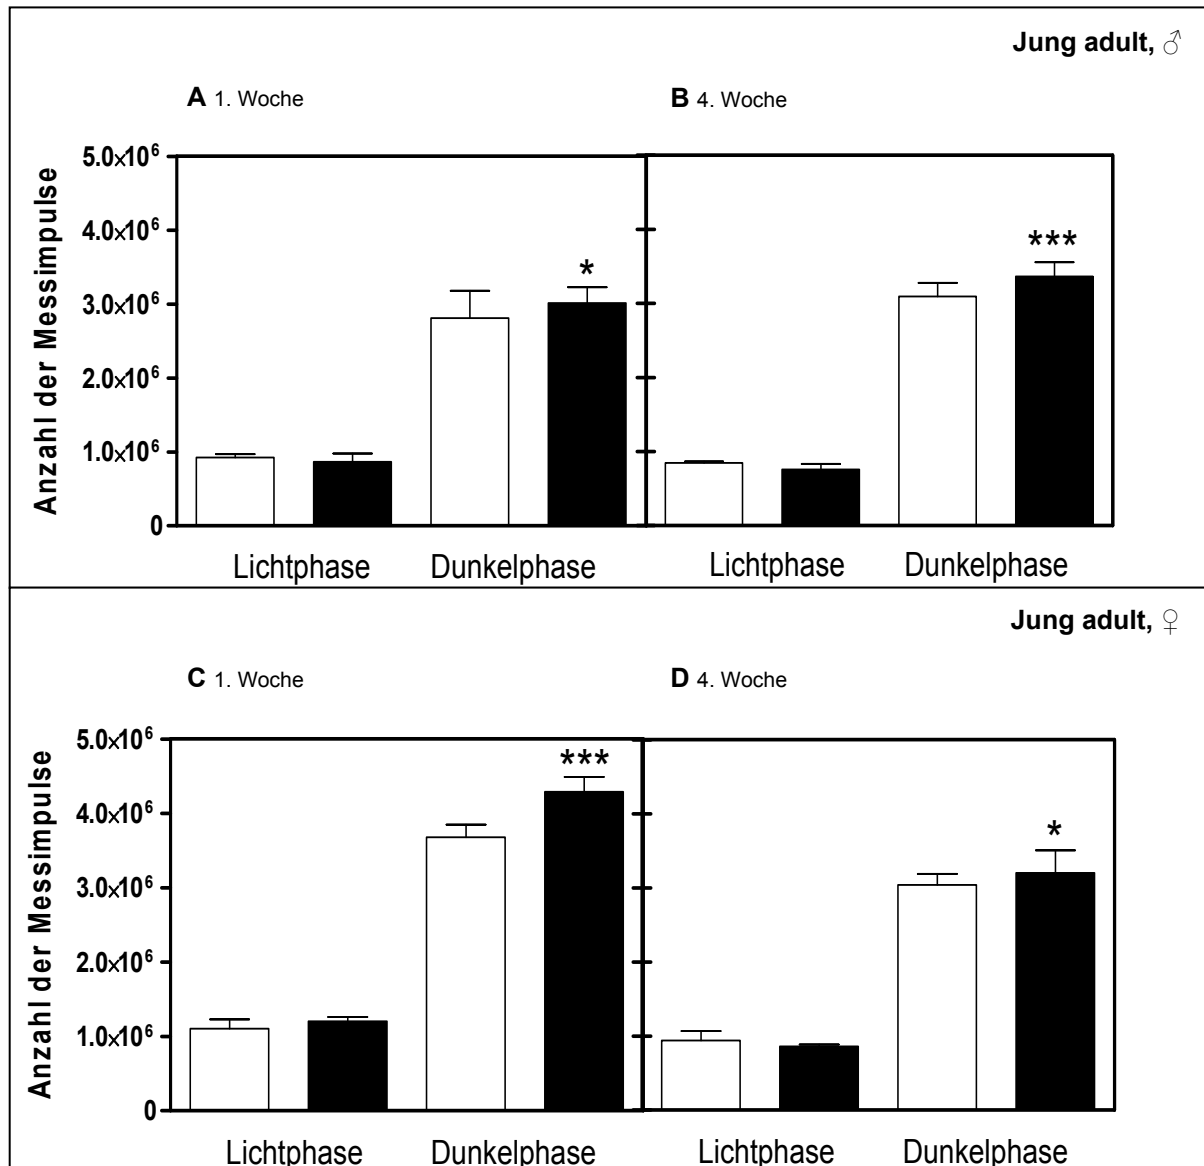 Jung adult, ♂
A 1. Woche
B 4. Woche
Anzahl der Messimpulse
5.0×10⁶
4.0×10⁶
3.0×10⁶
2.0×10⁶
1.0×10⁶
0
*
***
Lichtphase Dunkelphase
Lichtphase Dunkelphase
Jung adult, ♀
C 1. Woche
D 4. Woche
Anzahl der Messimpulse
5.0×10⁶
4.0×10⁶
3.0×10⁶
2.0×10⁶
1.0×10⁶
0
***
*
Lichtphase Dunkelphase
Lichtphase Dunkelphase